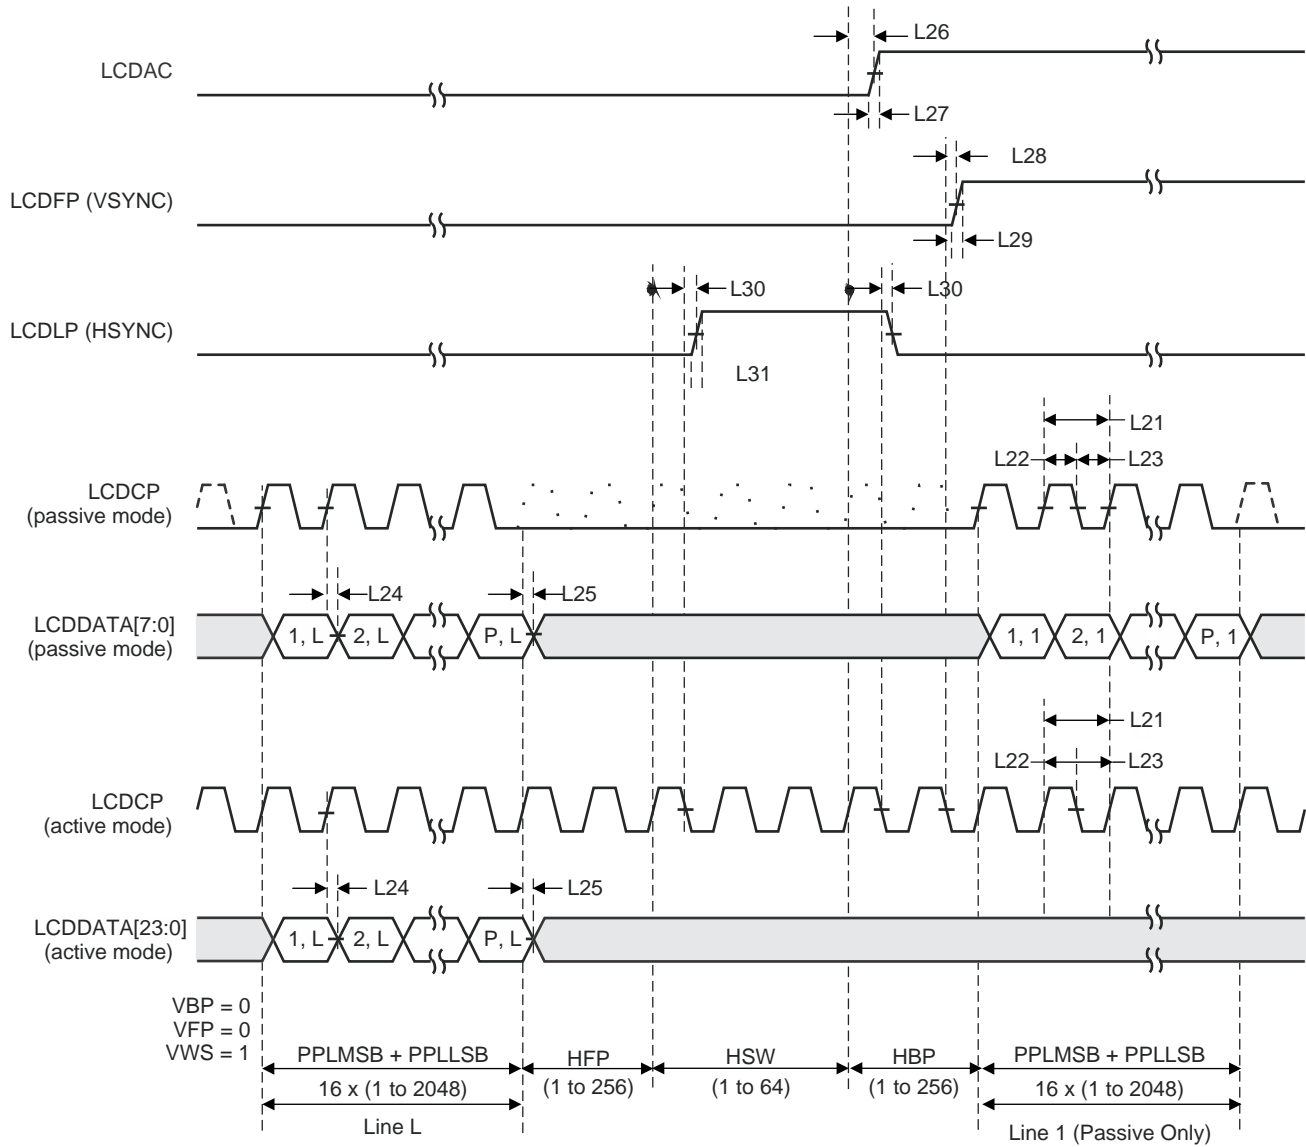 L26
LCDAC
L27
L28
LCDFP (VSYNC)
L29
L30 L30
LCDLP (HSYNC)
L31
L21
L22 L23
LCDCP
(passive mode)
L24 L25
LCDDATA[7:0]
(passive mode)
1, L 2, L P, L 1, 1 2, 1 P, 1
L21
L22 L23
LCDCP
(active mode)
L24 L25
LCDDATA[23:0]
(active mode)
1, L 2, L P, L
VBP = 0
VFP = 0
VWS = 1
PPLMSB + PPLLSB HFP HSW HBP PPLMSB + PPLLSB
16 x (1 to 2048) (1 to 256) (1 to 64) (1 to 256) 16 x (1 to 2048)
Line L Line 1 (Passive Only)